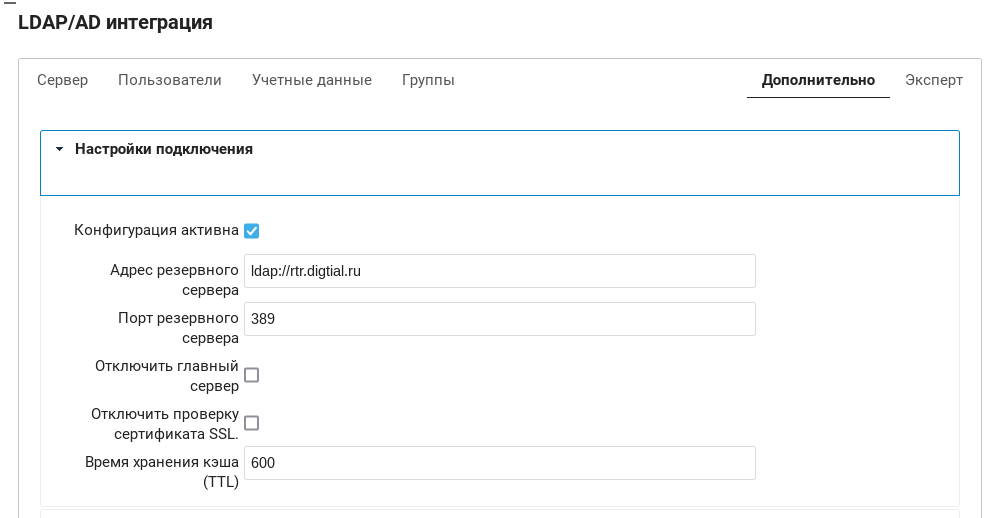 LDAP/AD интеграция
Сервер Пользователи Учетные данные Группы Дополнительно Эксперт
Настройки подключения
Конфигурация активна
Адрес резервного
сервера
ldap://rtr.digtial.ru
Порт резервного
сервера
389
Отключить главный
сервер
Отключить проверку
сертификата SSL.
Время хранения кэша
(TTL)
600